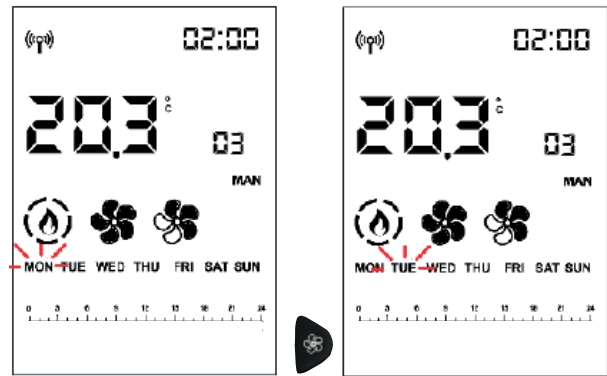 02:00
20.3 °C
03
MAN
MON TUE WED THU FRI SAT SUN
0 3 6 9 12 15 18 21 24
02:00
20.3 °C
03
MAN
MON TUE WED THU FRI SAT SUN
0 3 6 9 12 15 18 21 24